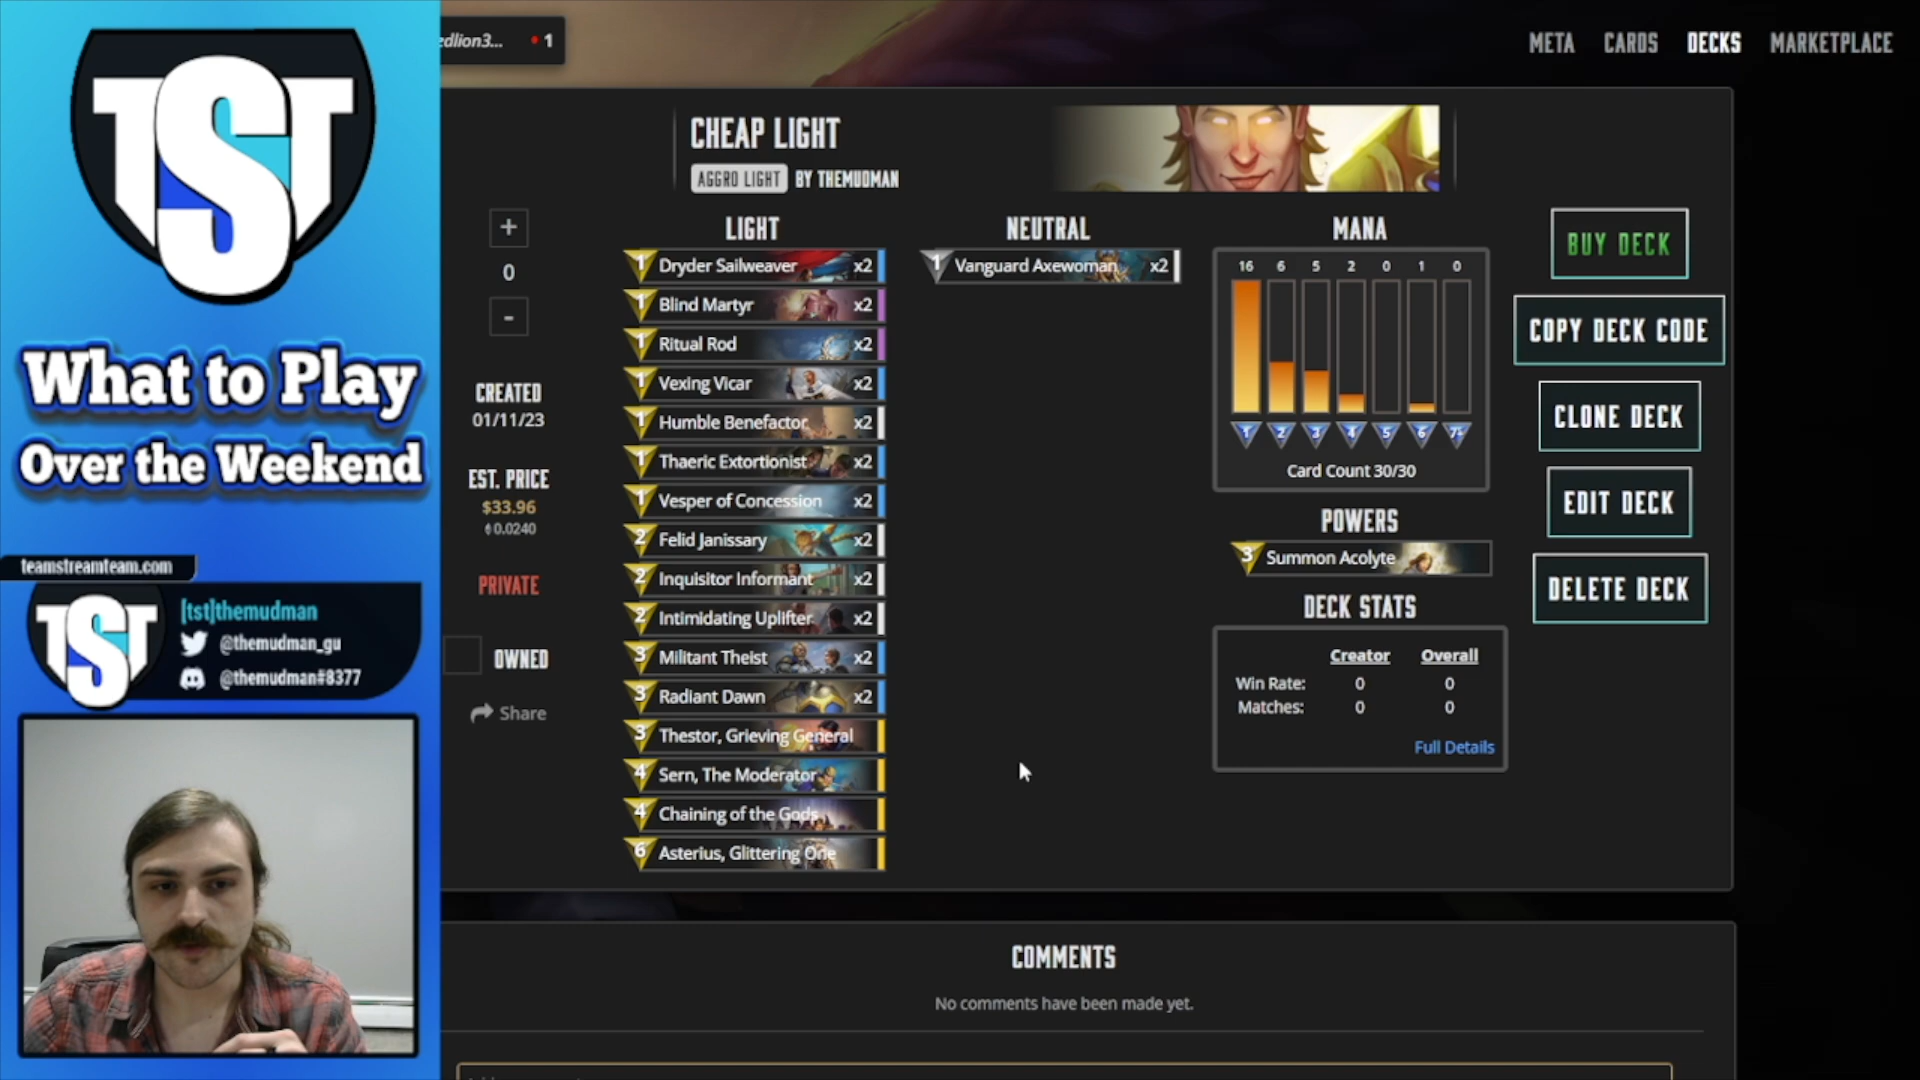 TST
What to Play
Over the Weekend
teamstreamteam.com
TST
[tst]themudman
@themudman_gu
@themudman#8377
edlion3...
1
META
CARDS
DECKS
MARKETPLACE
CHEAP LIGHT
AGGRO LIGHT
BY THEMUDMAN
+
0
-
CREATED
01/11/23
EST. PRICE
$33.96
0.0240
PRIVATE
OWNED
Share
LIGHT
1 Dryder Sailweaver x2
1 Blind Martyr x2
1 Ritual Rod x2
1 Vexing Vicar x2
1 Humble Benefactor x2
1 Thaeric Extortionist x2
1 Vesper of Concession x2
2 Felid Janissary x2
2 Inquisitor Informant x2
2 Intimidating Uplifter x2
3 Militant Theist x2
3 Radiant Dawn x2
3 Thestor, Grieving General
4 Sern, The Moderator
4 Chaining of the Gods
6 Asterius, Glittering One
NEUTRAL
1 Vanguard Axewoman x2
MANA
16 6 5 2 0 1 0
1 2 3 4 5 6 7+
Card Count 30/30
POWERS
3 Summon Acolyte
DECK STATS
Creator Overall
Win Rate: 0 0
Matches: 0 0
Full Details
BUY DECK
COPY DECK CODE
CLONE DECK
EDIT DECK
DELETE DECK
COMMENTS
No comments have been made yet.